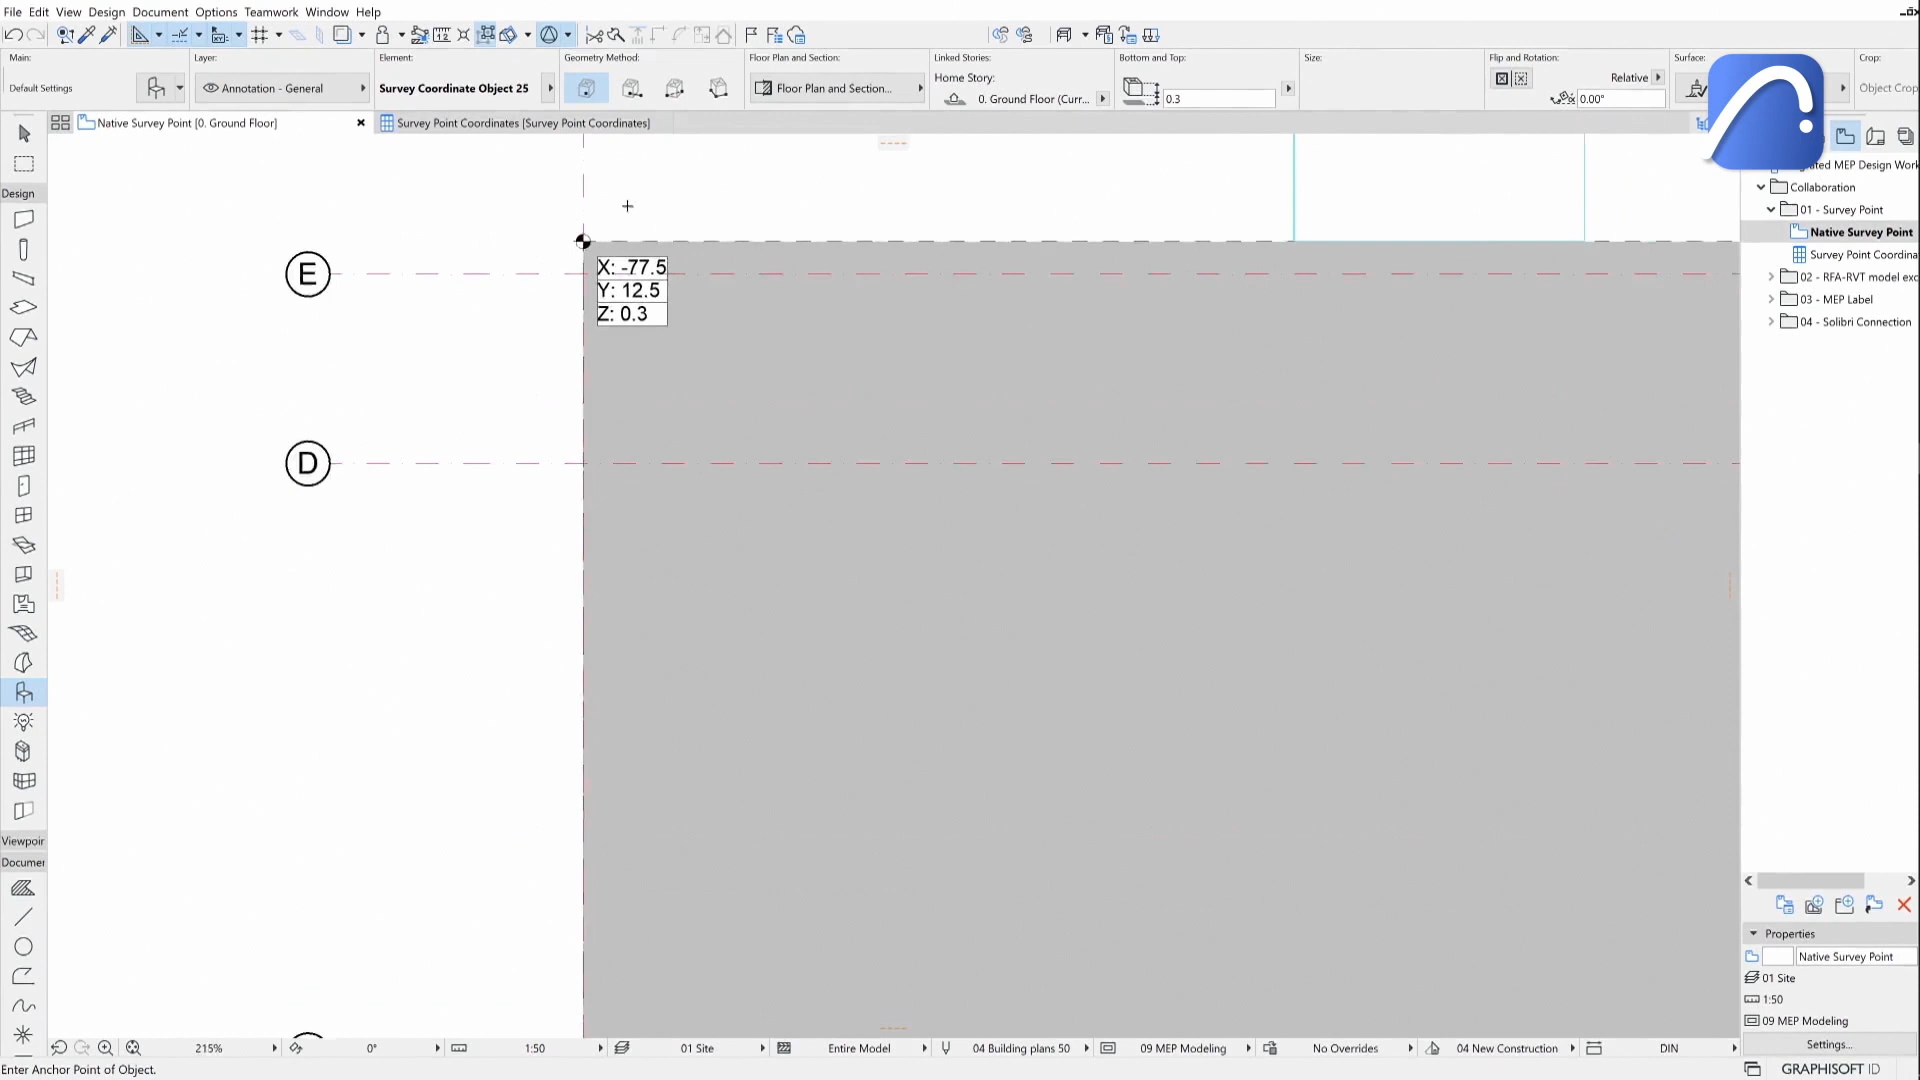 File Edit View Design Document Options Teamwork Window Help
Main: Layer: Element: Geometry Method: Floor Plan and Section: Linked Stories: Bottom and Top: Size: Flip and Rotation: Surface: Crop:
Home Story: Relative
Default Settings Annotation - General Survey Coordinate Object 25 Floor Plan and Section... 0. Ground Floor (Curr... 0.3 0.00° Object Crop
Native Survey Point [0. Ground Floor] Survey Point Coordinates [Survey Point Coordinates]
MEP Design Work
Collaboration
01 - Survey Point
Native Survey Point
Survey Point Coordina
02 - RFA-RVT model exc
03 - MEP Label
04 - Solibri Connection
Design
E
X: -77.5
Y: 12.5
Z: 0.3
D
Viewpoir
Documer
Properties
Native Survey Point
01 Site
1:50
09 MEP Modeling
Settings...
215% 0° 1:50 01 Site Entire Model 04 Building plans 50 09 MEP Modeling No Overrides 04 New Construction DIN
Enter Anchor Point of Object.
GRAPHISOFT ID